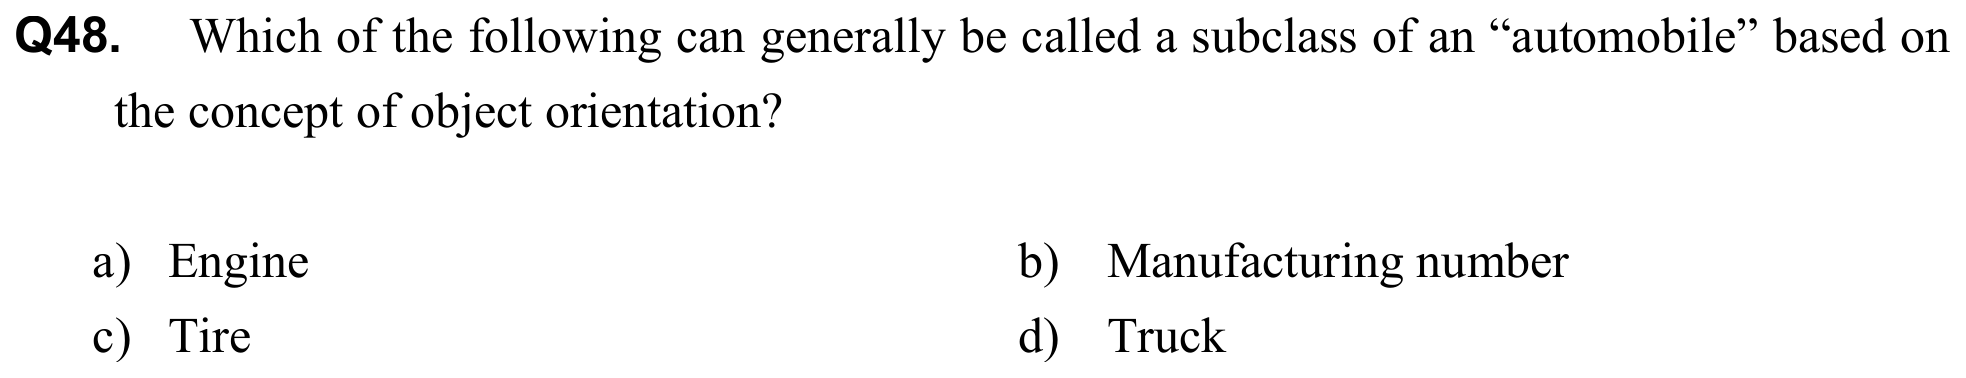 Q48. Which of the following can generally be called a subclass of an “automobile” based on
the concept of object orientation?
a) Engine b) Manufacturing number
c) Tire d) Truck